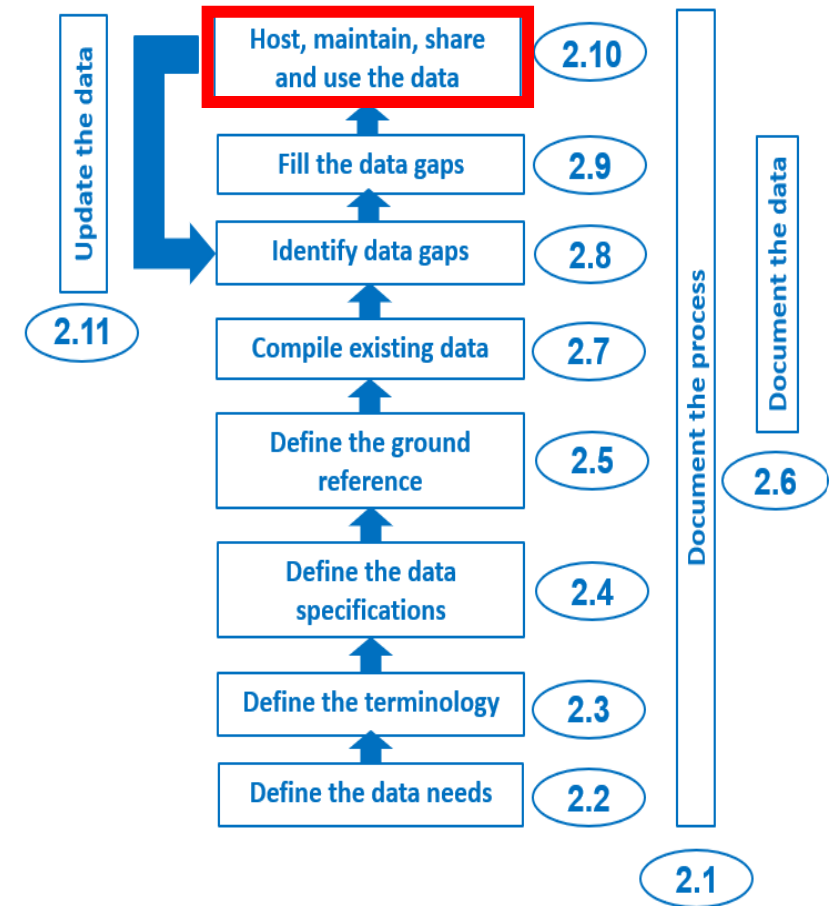 Host, maintain, share
and use the data
2.10
Fill the data gaps
2.9
Identify data gaps
2.8
Compile existing data
2.7
Define the ground
reference
2.5
Define the data
specifications
2.4
Define the terminology
2.3
Define the data needs
2.2
Update the data
2.11
Document the process
2.1
Document the data
2.6